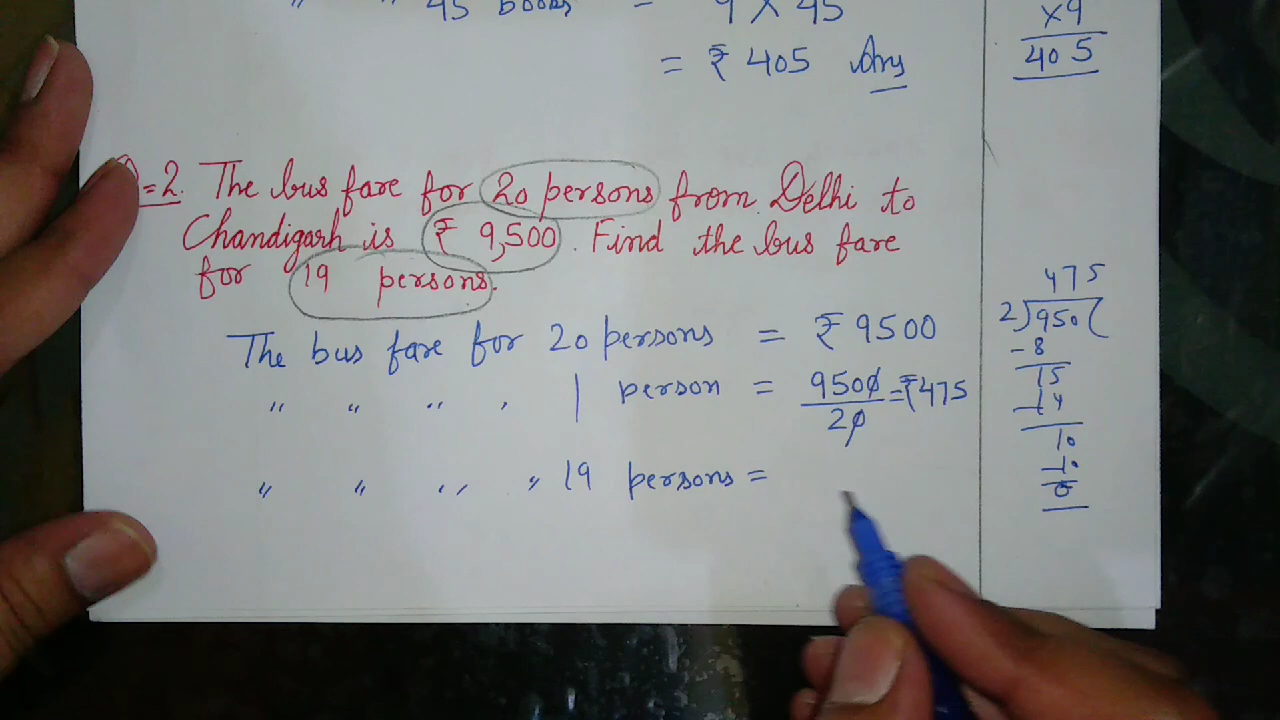 " " 45 books = 9 × 45
×9
= ₹ 405 Ans
405
Q=2. The bus fare for 20 persons from Delhi to
Chandigarh is ₹ 9,500. Find the bus fare
for 19 persons.
The bus fare for 20 persons = ₹ 9500
" " " " 1 person = 9500/20 = ₹475
" " " " 19 persons =
475
2)950(
-8
15
-14
10
-10
0